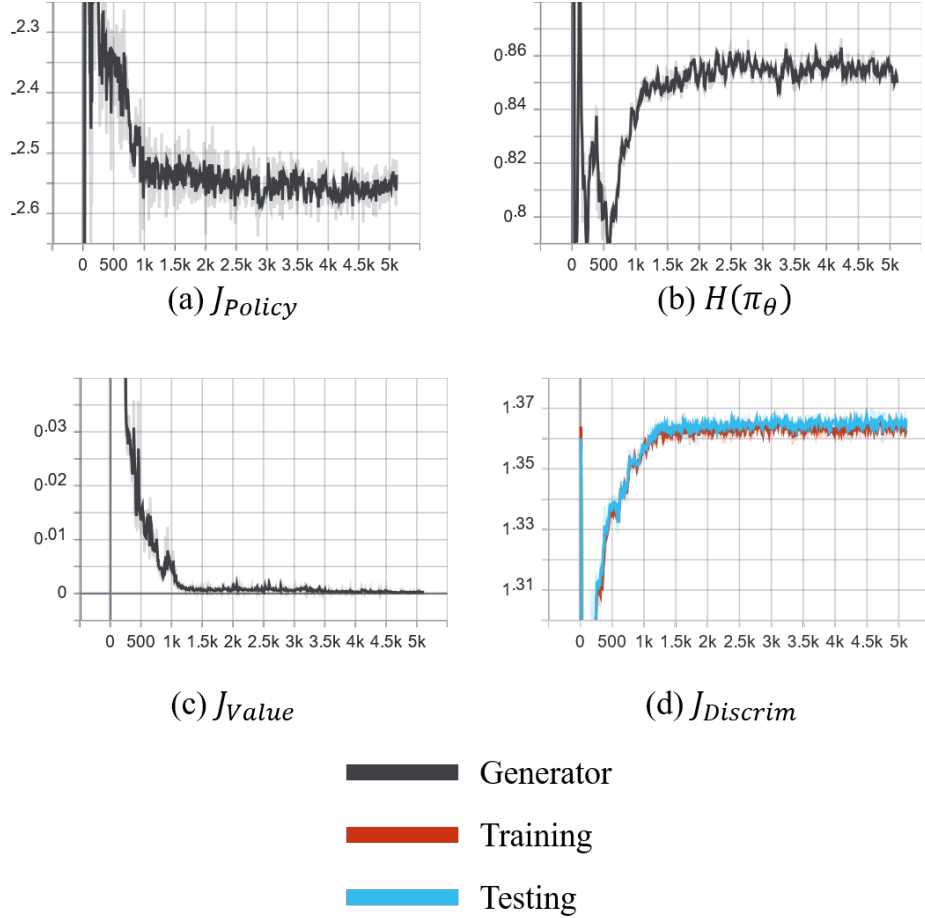 -2.3
-2.4
-2.5
-2.6
0 500 1k 1.5k 2k 2.5k 3k 3.5k 4k 4.5k 5k
(a) J_Policy
0.86
0.84
0.82
0.8
0 500 1k 1.5k 2k 2.5k 3k 3.5k 4k 4.5k 5k
(b) H(π_θ)
0.03
0.02
0.01
0
0 500 1k 1.5k 2k 2.5k 3k 3.5k 4k 4.5k 5k
(c) J_Value
1.37
1.35
1.33
1.31
0 500 1k 1.5k 2k 2.5k 3k 3.5k 4k 4.5k 5k
(d) J_Discrim
Generator
Training
Testing